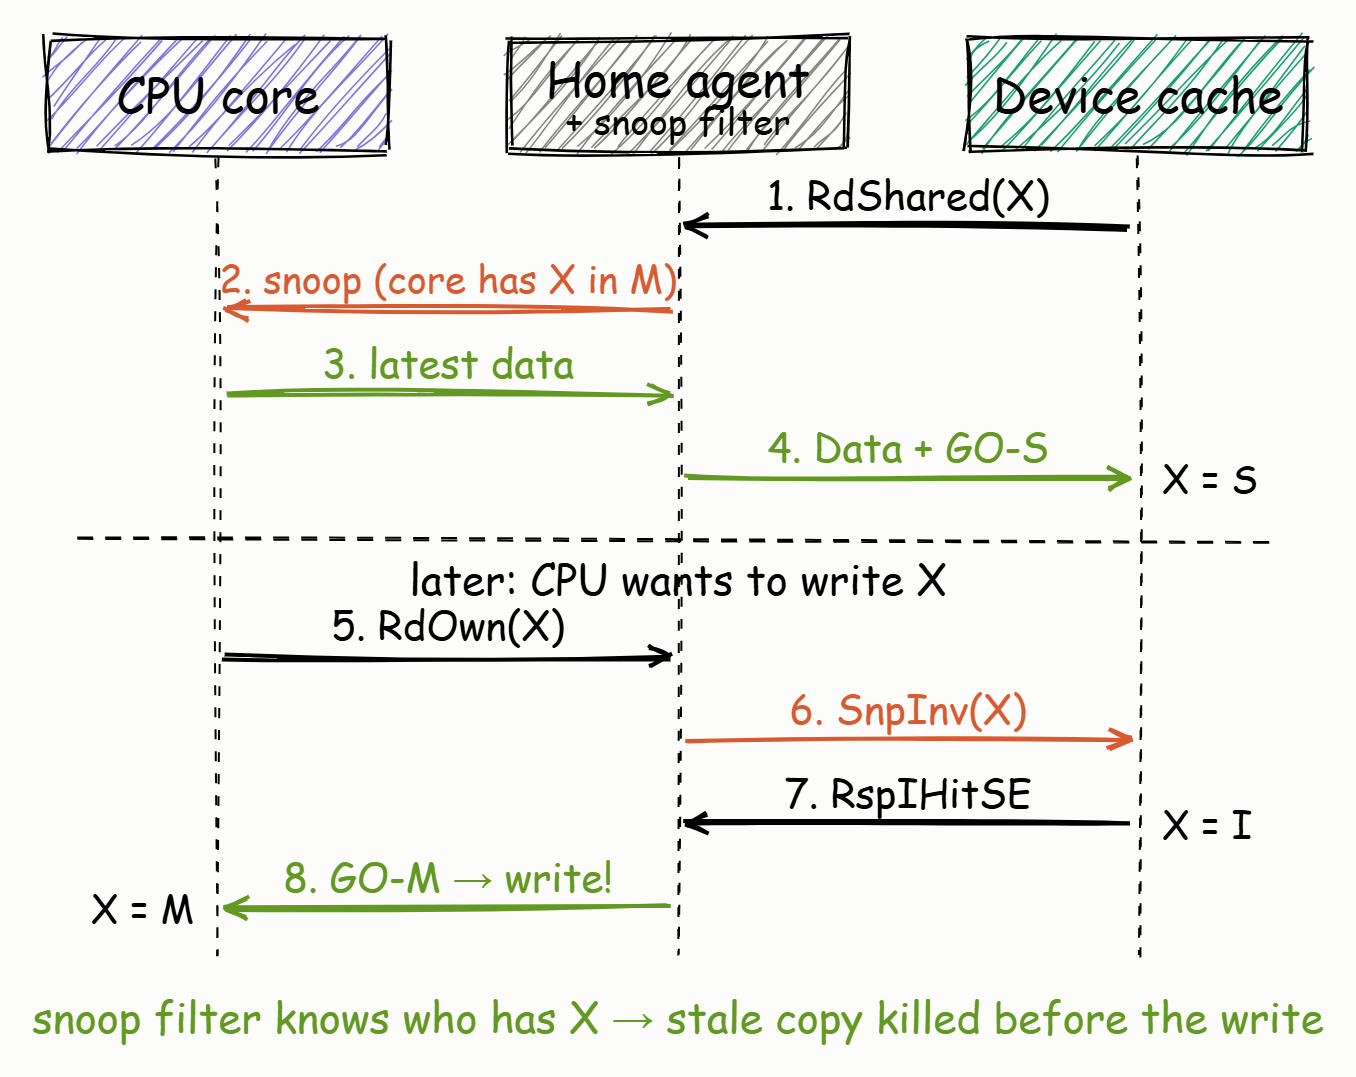 CPU core
Home agent
+ snoop filter
Device cache
1. RdShared(X)
2. snoop (core has X in M)
3. latest data
4. Data + GO-S
X = S
later: CPU wants to write X
5. RdOwn(X)
6. SnpInv(X)
7. RspIHitSE
X = I
8. GO-M → write!
X = M
snoop filter knows who has X → stale copy killed before the write